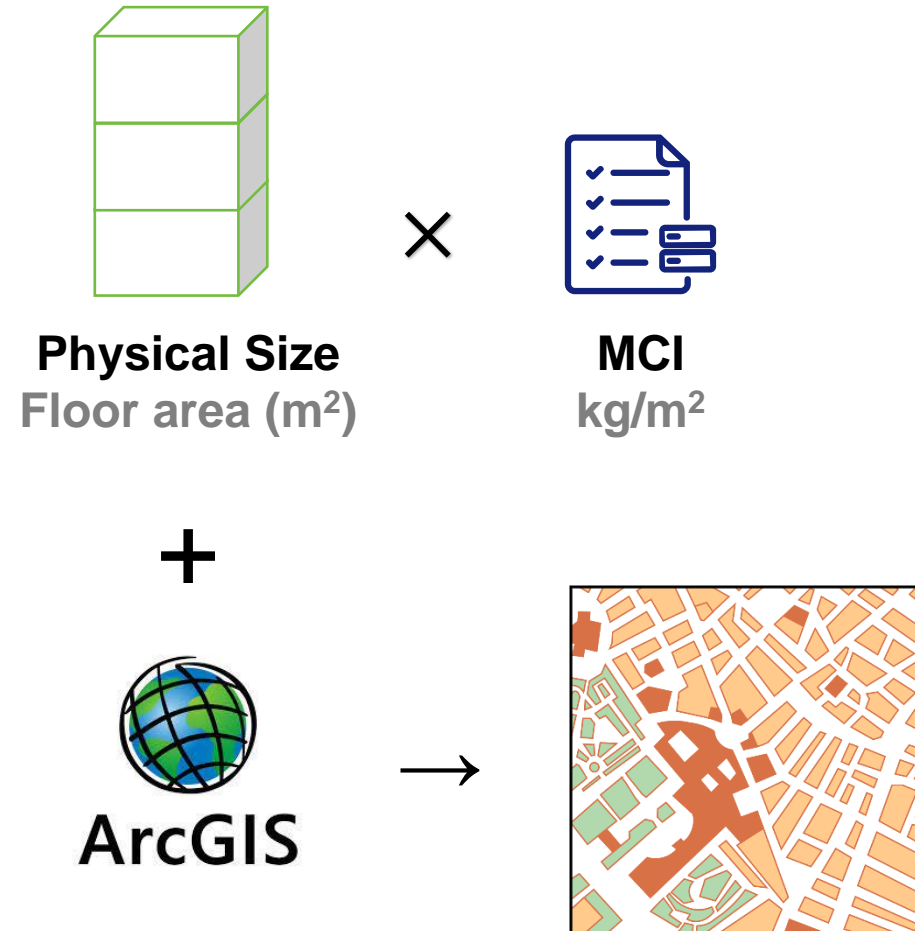 ×
Physical Size
MCI
Floor area (m²)
kg/m²
+
ArcGIS
→